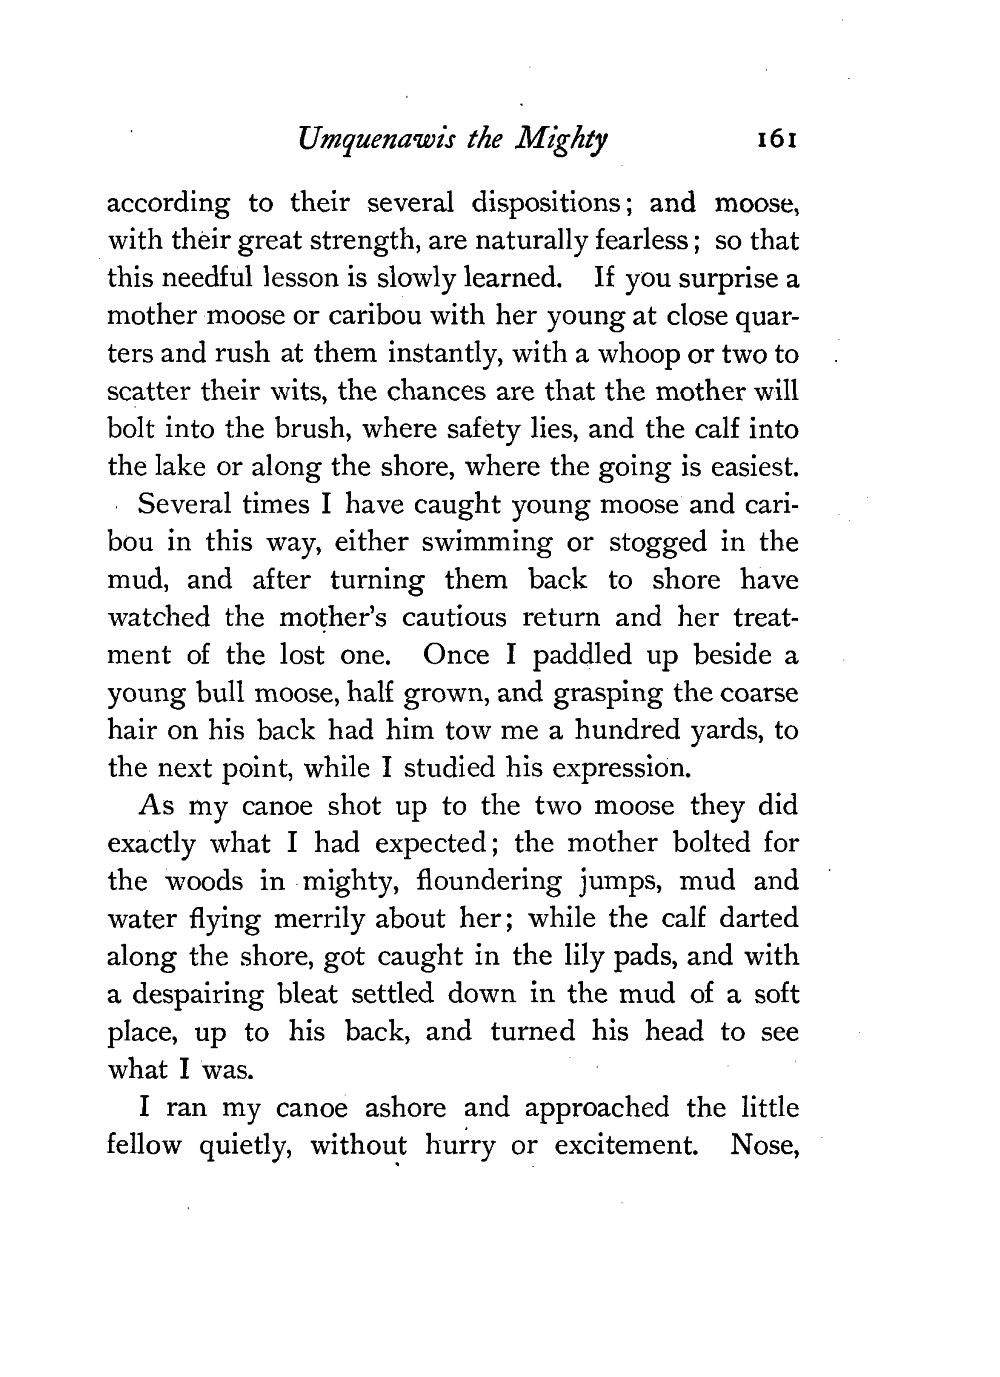 Umquenawis the Mighty 161
according to their several dispositions; and moose,
with their great strength, are naturally fearless; so that
this needful lesson is slowly learned. If you surprise a
mother moose or caribou with her young at close quar-
ters and rush at them instantly, with a whoop or two to
scatter their wits, the chances are that the mother will
bolt into the brush, where safety lies, and the calf into
the lake or along the shore, where the going is easiest.
Several times I have caught young moose and cari-
bou in this way, either swimming or stogged in the
mud, and after turning them back to shore have
watched the mother's cautious return and her treat-
ment of the lost one. Once I paddled up beside a
young bull moose, half grown, and grasping the coarse
hair on his back had him tow me a hundred yards, to
the next point, while I studied his expression.
As my canoe shot up to the two moose they did
exactly what I had expected; the mother bolted for
the woods in mighty, floundering jumps, mud and
water flying merrily about her; while the calf darted
along the shore, got caught in the lily pads, and with
a despairing bleat settled down in the mud of a soft
place, up to his back, and turned his head to see
what I was.
I ran my canoe ashore and approached the little
fellow quietly, without hurry or excitement. Nose,